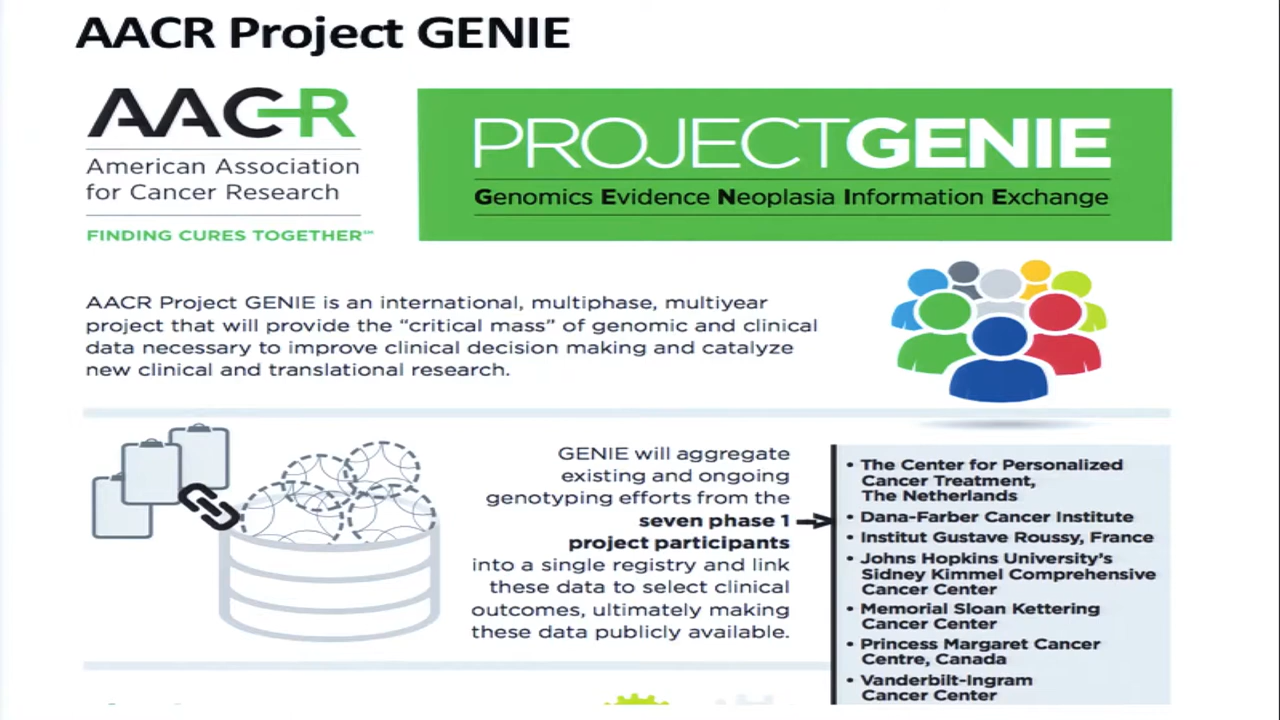 AACR Project GENIE
AACR
American Association
for Cancer Research
FINDING CURES TOGETHER℠
PROJECTGENIE
Genomics Evidence Neoplasia Information Exchange
AACR Project GENIE is an international, multiphase, multiyear
project that will provide the “critical mass” of genomic and clinical
data necessary to improve clinical decision making and catalyze
new clinical and translational research.
GENIE will aggregate
existing and ongoing
genotyping efforts from the
seven phase 1
project participants
into a single registry and link
these data to select clinical
outcomes, ultimately making
these data publicly available.
• The Center for Personalized
Cancer Treatment,
The Netherlands
• Dana-Farber Cancer Institute
• Institut Gustave Roussy, France
• Johns Hopkins University’s
Sidney Kimmel Comprehensive
Cancer Center
• Memorial Sloan Kettering
Cancer Center
• Princess Margaret Cancer
Centre, Canada
• Vanderbilt-Ingram
Cancer Center